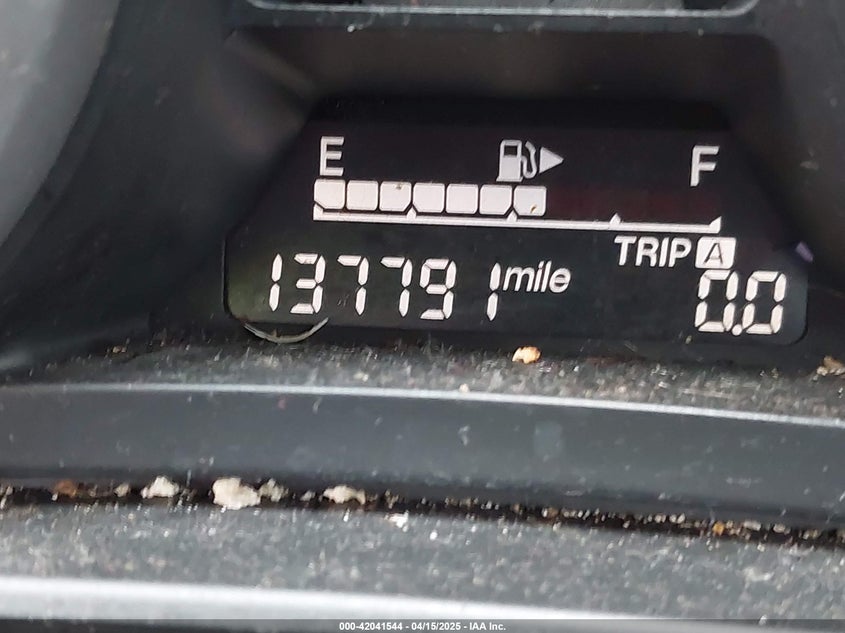 E F
TRIP A
137791 mile 0.0
000-42041544 - 04/15/2025 - IAA Inc.